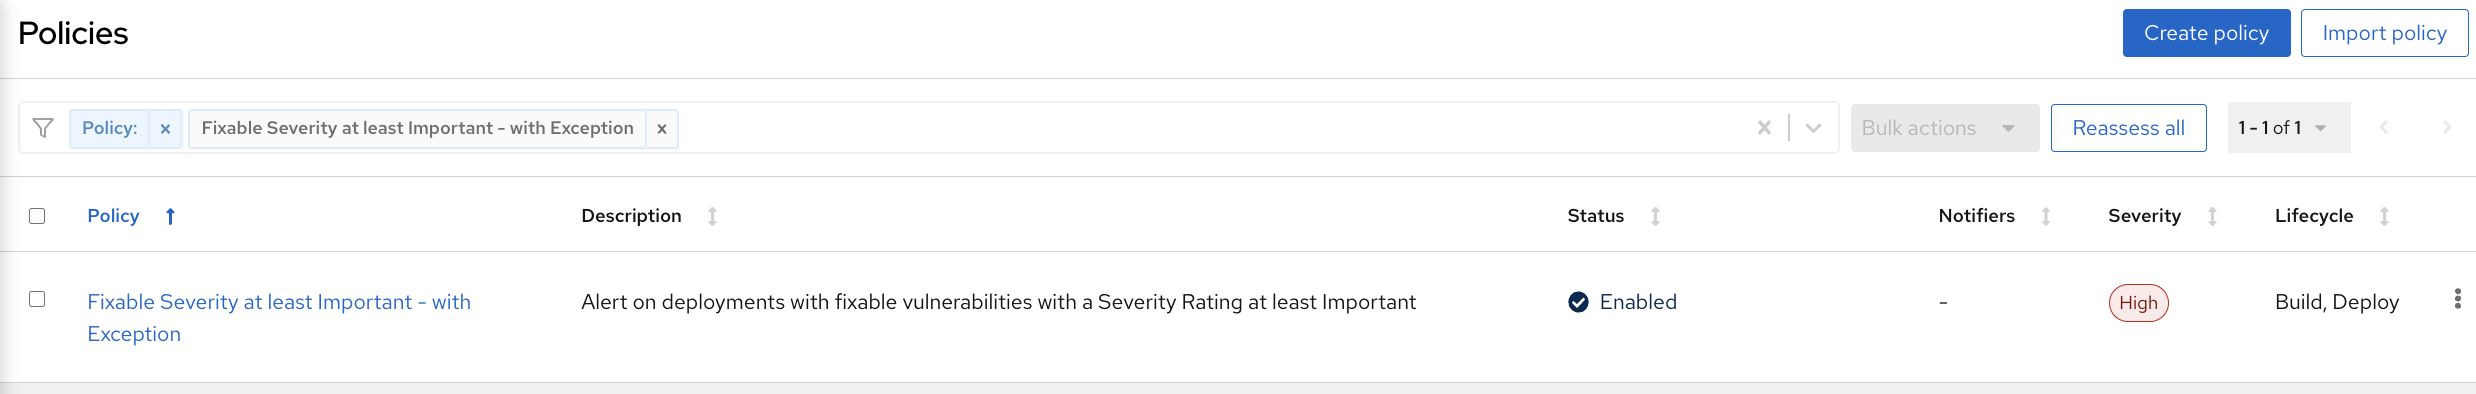 Policies
Create policy
Import policy
Policy:
Fixable Severity at least Important - with Exception
Bulk actions
Reassess all
1 - 1 of 1
Policy
Description
Status
Notifiers
Severity
Lifecycle
Fixable Severity at least Important - with
Exception
Alert on deployments with fixable vulnerabilities with a Severity Rating at least Important
Enabled
-
High
Build, Deploy